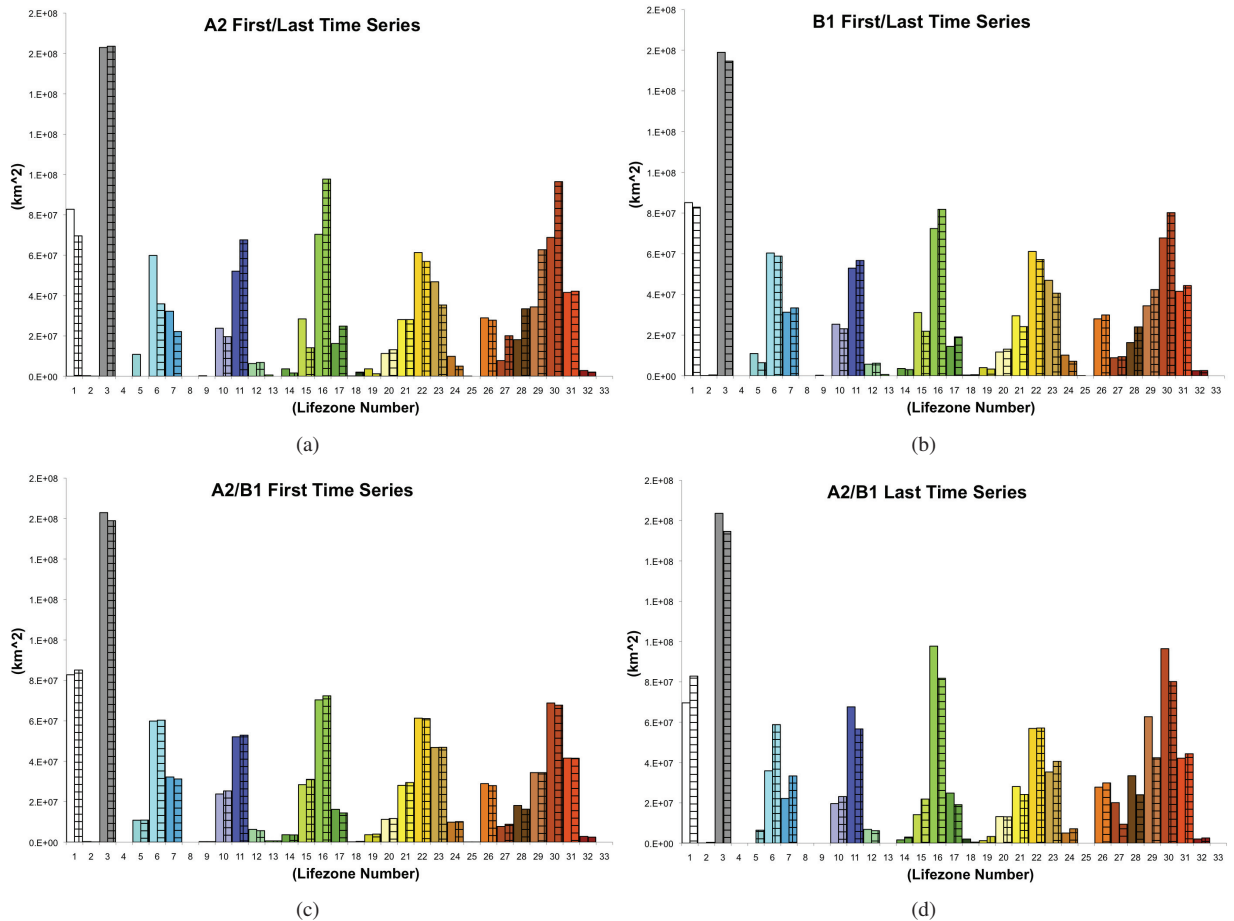 A2 First/Last Time Series
2.E+08
2.E+08
2.E+08
1.E+08
1.E+08
1.E+08
8.E+07
6.E+07
4.E+07
2.E+07
0.E+00
(km^2)
1 2 3 4 5 6 7 8 9 10 11 12 13 14 15 16 17 18 19 20 21 22 23 24 25 26 27 28 29 30 31 32 33
(Lifezone Number)
(a)
B1 First/Last Time Series
2.E+08
2.E+08
2.E+08
1.E+08
1.E+08
1.E+08
8.E+07
6.E+07
4.E+07
2.E+07
0.E+00
(km^2)
1 2 3 4 5 6 7 8 9 10 11 12 13 14 15 16 17 18 19 20 21 22 23 24 25 26 27 28 29 30 31 32 33
(Lifezone Number)
(b)
A2/B1 First Time Series
2.E+08
2.E+08
1.E+08
1.E+08
1.E+08
8.E+07
6.E+07
4.E+07
2.E+07
0.E+00
(km^2)
1 2 3 4 5 6 7 8 9 10 11 12 13 14 15 16 17 18 19 20 21 22 23 24 25 26 27 28 29 30 31 32 33
(Lifezone Number)
(c)
A2/B1 Last Time Series
2.E+08
2.E+08
1.E+08
1.E+08
1.E+08
8.E+07
6.E+07
4.E+07
2.E+07
0.E+00
(km^2)
1 2 3 4 5 6 7 8 9 10 11 12 13 14 15 16 17 18 19 20 21 22 23 24 25 26 27 28 29 30 31 32 33
(Lifezone Number)
(d)